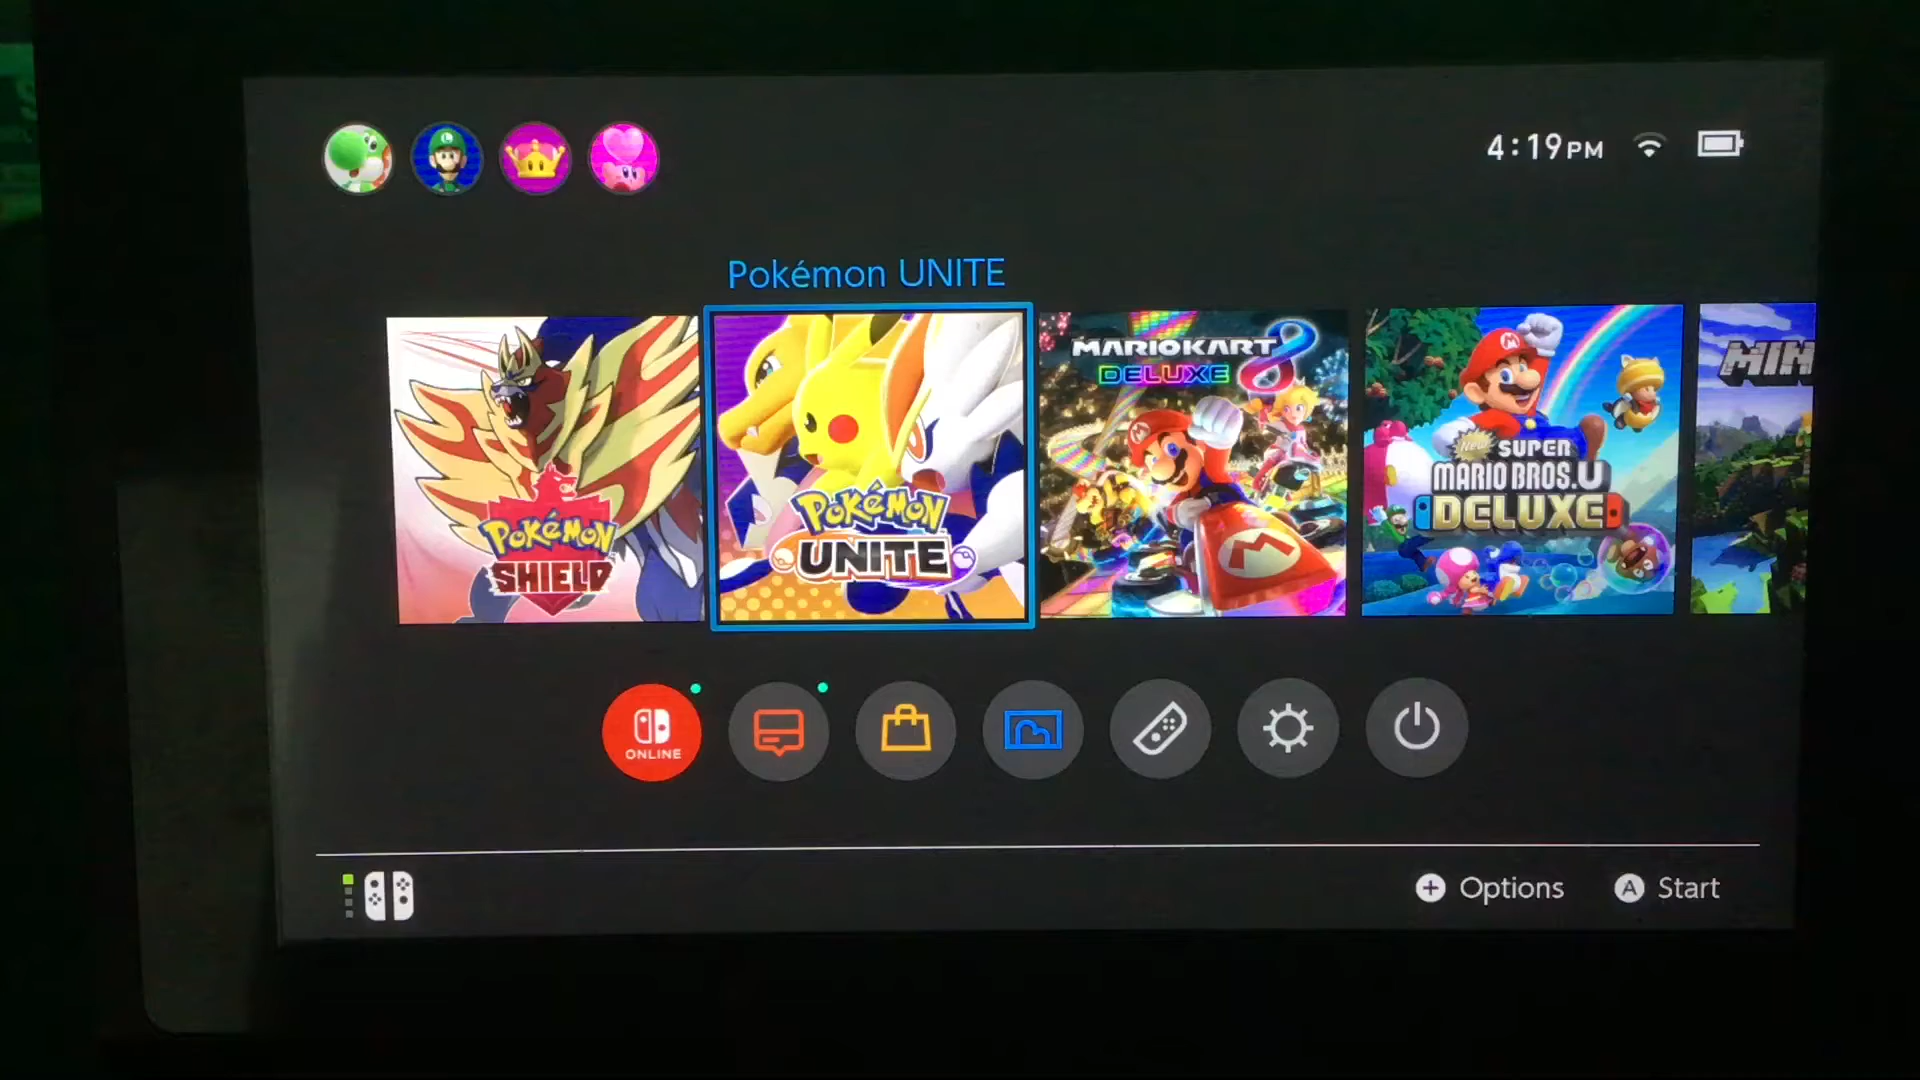 4:19PM
Pokémon UNITE
POKéMON
SHIELD
POKéMON
UNITE
MARIOKART 8
DELUXE
New SUPER
MARIO BROS. U
DELUXE
MIN
ONLINE
Options
A Start